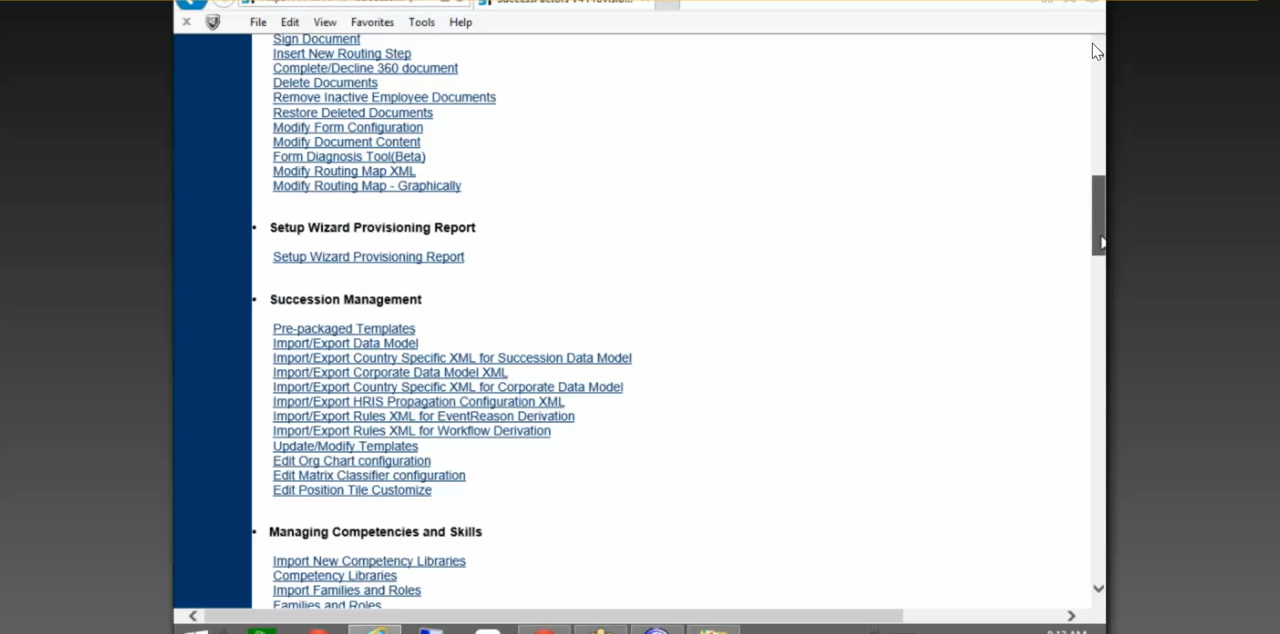 File Edit View Favorites Tools Help
Sign Document
Insert New Routing Step
Complete/Decline 360 document
Delete Documents
Remove Inactive Employee Documents
Restore Deleted Documents
Modify Form Configuration
Modify Document Content
Form Diagnosis Tool(Beta)
Modify Routing Map XML
Modify Routing Map - Graphically
• Setup Wizard Provisioning Report
Setup Wizard Provisioning Report
• Succession Management
Pre-packaged Templates
Import/Export Data Model
Import/Export Country Specific XML for Succession Data Model
Import/Export Corporate Data Model XML
Import/Export Country Specific XML for Corporate Data Model
Import/Export HRIS Propagation Configuration XML
Import/Export Rules XML for EventReason Derivation
Import/Export Rules XML for Workflow Derivation
Update/Modify Templates
Edit Org Chart configuration
Edit Matrix Classifier configuration
Edit Position Tile Customize
• Managing Competencies and Skills
Import New Competency Libraries
Competency Libraries
Import Families and Roles
Families and Roles